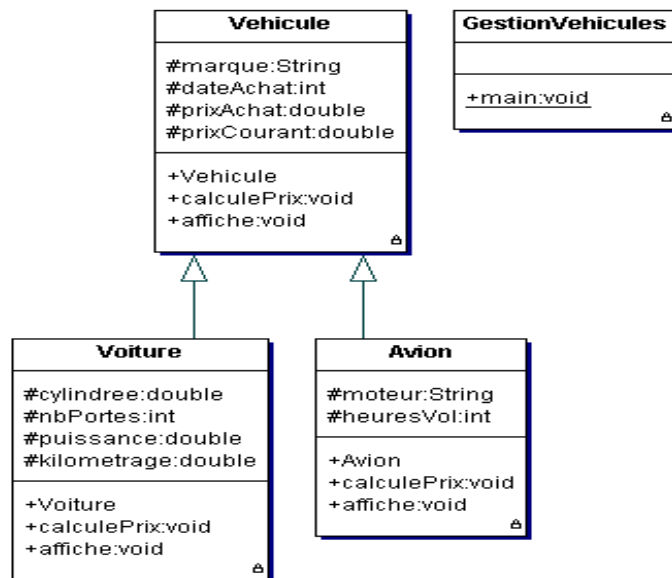 Vehicule
#marque:String
#dateAchat:int
#prixAchat:double
#prixCourant:double
+Vehicule
+calculePrix:void
+affiche:void
GestionVehicules
+main:void
Voiture
#cylindree:double
#nbPortes:int
#puissance:double
#kilometrage:double
+Voiture
+calculePrix:void
+affiche:void
Avion
#moteur:String
#heuresVol:int
+Avion
+calculePrix:void
+affiche:void